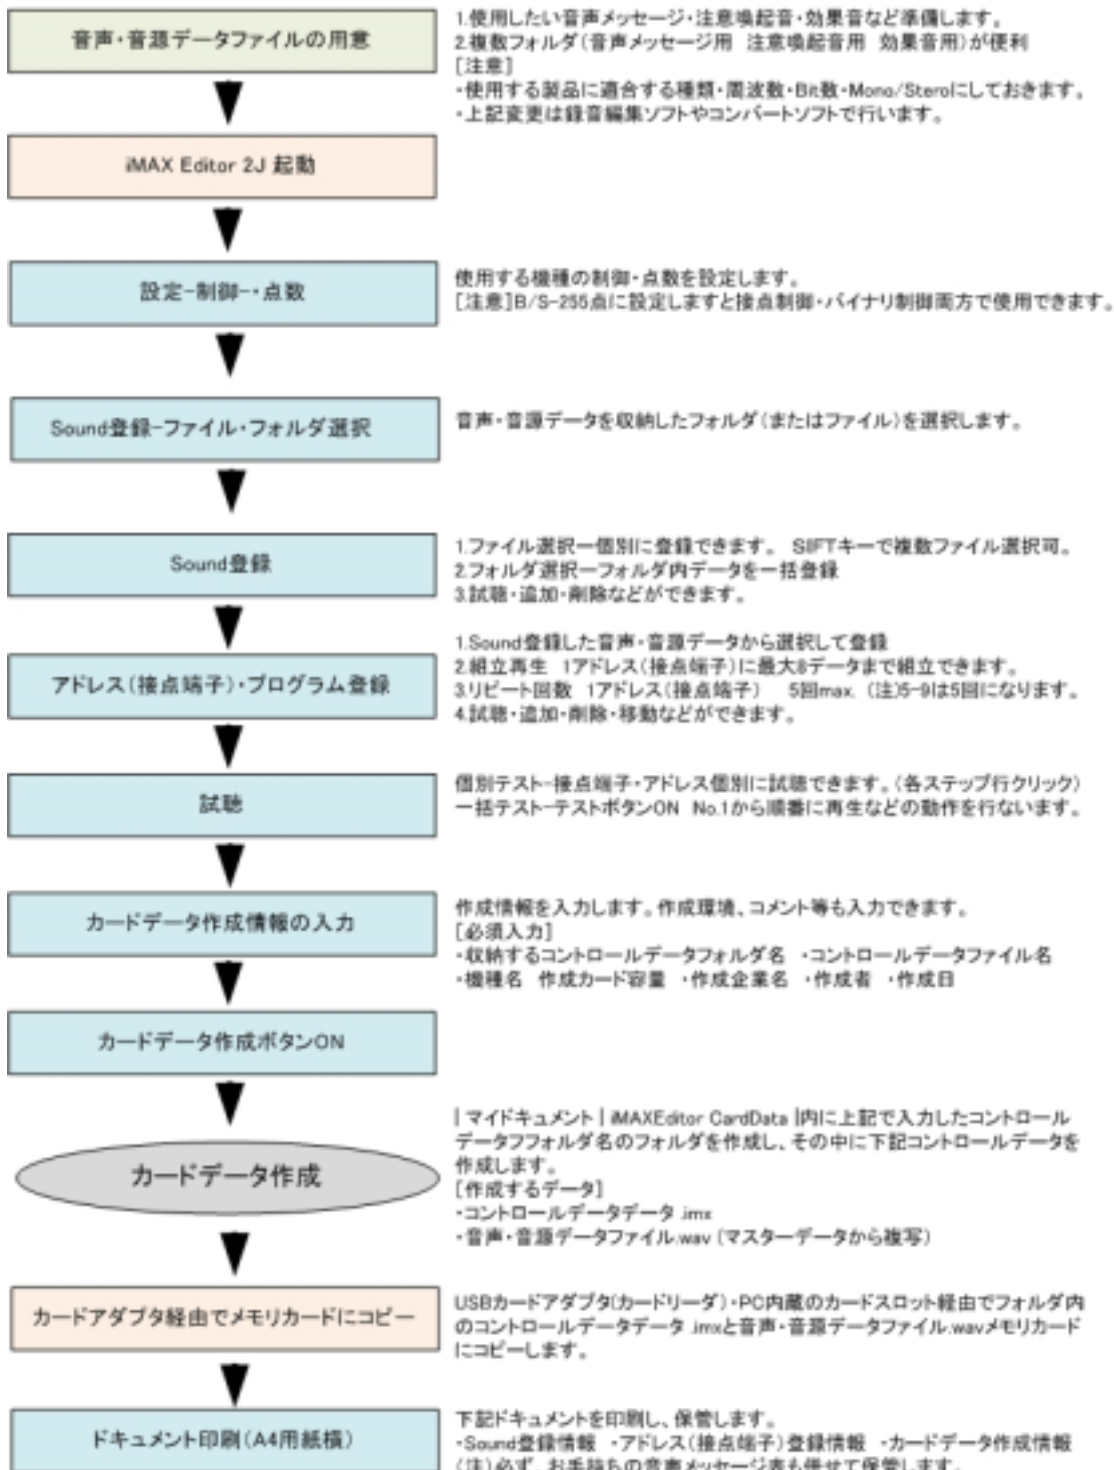 音声・音源データファイルの用意
1.使用したい音声メッセージ・注意喚起音・効果音など準備します。
2.複数フォルダ(音声メッセージ用 注意喚起音用 効果音用)が便利
[注意]
・使用する製品に適合する種類・周波数・Bit数・Mono/Steroにしておきます。
・上記変更は録音編集ソフトやコンバートソフトで行います。
iMAX Editor 2J 起動
設定-制御-・点数
使用する機種の制御・点数を設定します。
[注意]B/S-255点に設定しますと接点制御・バイナリ制御両方で使用できます。
Sound登録-ファイル・フォルダ選択
音声・音源データを収納したフォルダ(またはファイル)を選択します。
Sound登録
1.ファイル選択ー個別に登録できます。 SIFTキーで複数ファイル選択可。
2.フォルダ選択ーフォルダ内データを一括登録
3.試聴・追加・削除などができます。
アドレス(接点端子)・プログラム登録
1.Sound登録した音声・音源データから選択して登録
2.組立再生 1アドレス(接点端子)に最大8データまで組立できます。
3.リピート回数 1アドレス(接点端子) 5回max. (注)5-9は5回になります。
4.試聴・追加・削除・移動などができます。
試聴
個別テスト-接点端子・アドレス個別に試聴できます。(各ステップ行クリック)
一括テスト-テストボタンON No.1から順番に再生などの動作を行ないます。
カードデータ作成情報の入力
作成情報を入力します。作成環境、コメント等も入力できます。
[必須入力]
・収納するコントロールデータフォルダ名 ・コントロールデータファイル名
・機種名 作成カード容量 ・作成企業名 ・作成者 ・作成日
カードデータ作成ボタンON
カードデータ作成
| マイドキュメント | iMAXEditor CardData |内に上記で入力したコントロール
データフフォルダ名のフォルダを作成し、その中に下記コントロールデータを
作成します。
[作成するデータ]
・コントロールデータデータ .imx
・音声・音源データファイル.wav (マスターデータから複写)
カードアダプタ経由でメモリカードにコピー
USBカードアダプタ(カードリーダ)・PC内蔵のカードスロット経由でフォルダ内
のコントロールデータデータ .imxと音声・音源データファイル.wavメモリカード
にコピーします。
ドキュメント印刷(A4用紙横)
下記ドキュメントを印刷し、保管します。
・Sound登録情報 ・アドレス(接点端子)登録情報 ・カードデータ作成情報
(注)必ず、お手持ちの音声メッセージ表も併せて保管します。